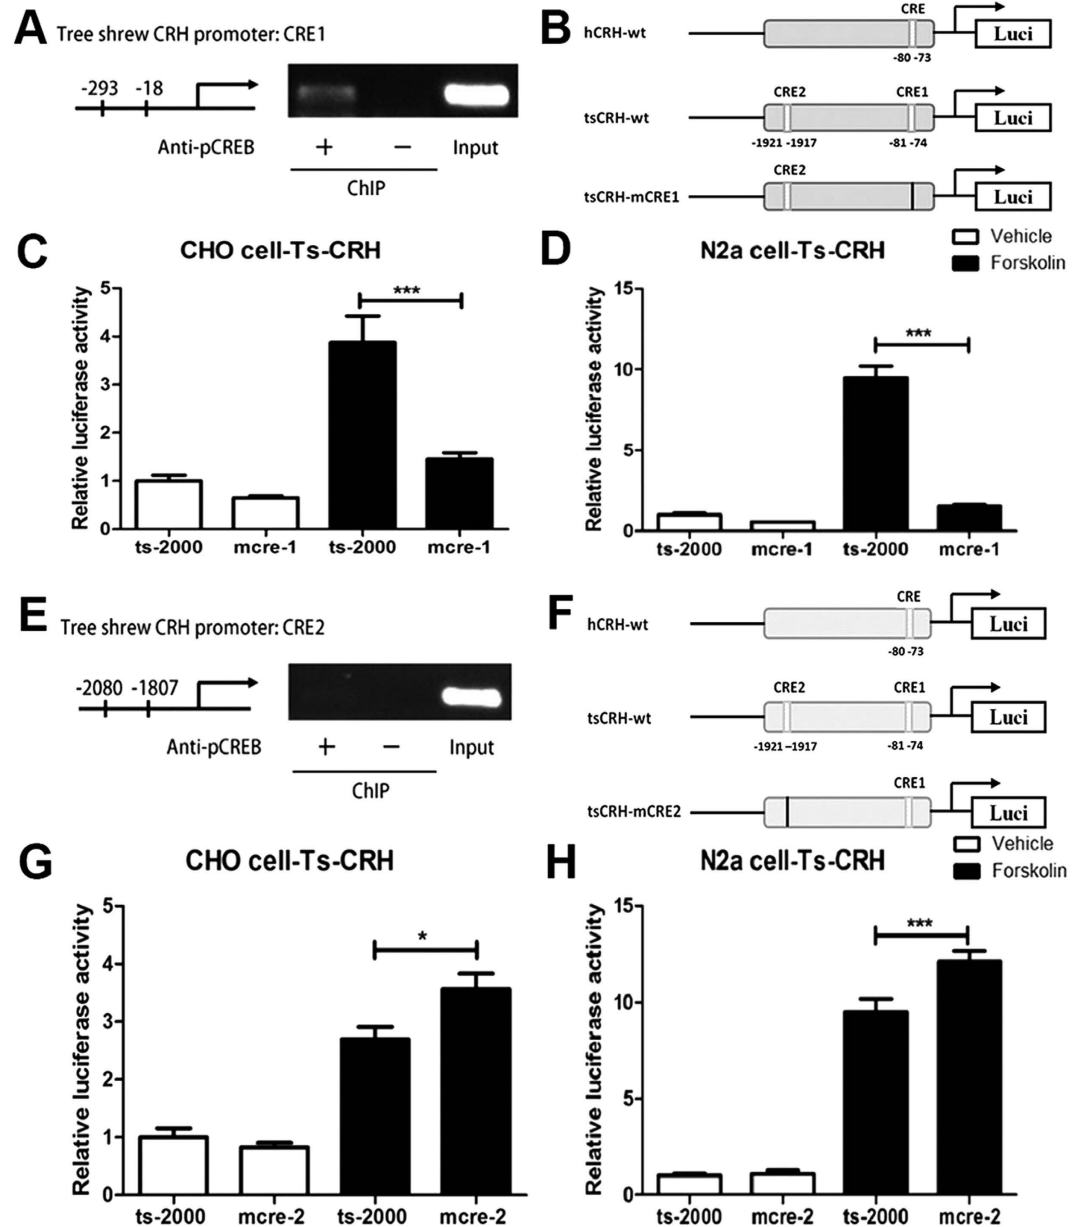 A Tree shrew CRH promoter: CRE1
-293 -18
Anti-pCREB + − Input
ChIP
B
CRE
hCRH-wt Luci
-80 -73
CRE2 CRE1
tsCRH-wt Luci
-1921 -1917 -81 -74
CRE2
tsCRH-mCRE1 Luci
C CHO cell-Ts-CRH
Relative luciferase activity
5
4
3
2
1
0
***
ts-2000 mcre-1 ts-2000 mcre-1
D N2a cell-Ts-CRH
Vehicle
Forskolin
Relative luciferase activity
15
10
5
0
***
ts-2000 mcre-1 ts-2000 mcre-1
E Tree shrew CRH promoter: CRE2
-2080 -1807
Anti-pCREB + − Input
ChIP
F
CRE
hCRH-wt Luci
-80 -73
CRE2 CRE1
tsCRH-wt Luci
-1921 –1917 -81 -74
CRE1
tsCRH-mCRE2 Luci
G CHO cell-Ts-CRH
Relative luciferase activity
5
4
3
2
1
0
*
ts-2000 mcre-2 ts-2000 mcre-2
H N2a cell-Ts-CRH
Vehicle
Forskolin
Relative luciferase activity
15
10
5
0
***
ts-2000 mcre-2 ts-2000 mcre-2